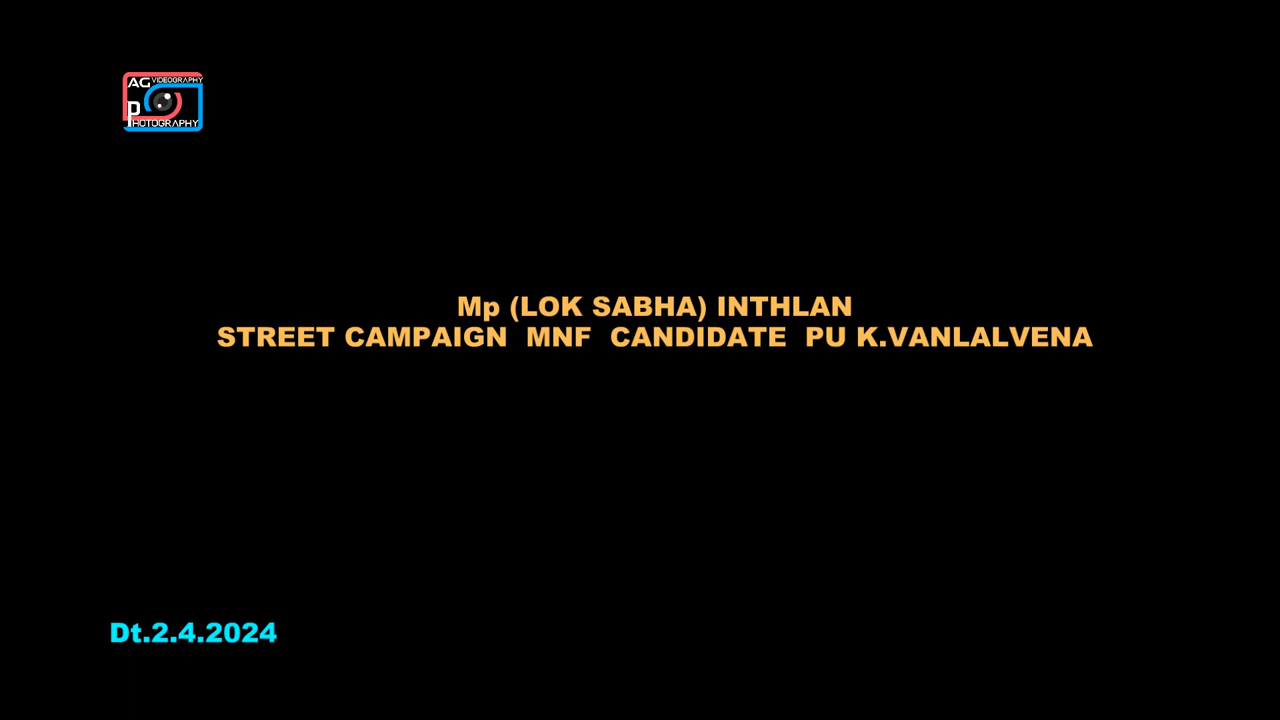 AG VIDEOGRAPHY
PHOTOGRAPHY
Mp (LOK SABHA) INTHLAN
STREET CAMPAIGN MNF CANDIDATE PU K.VANLALVENA
Dt.2.4.2024